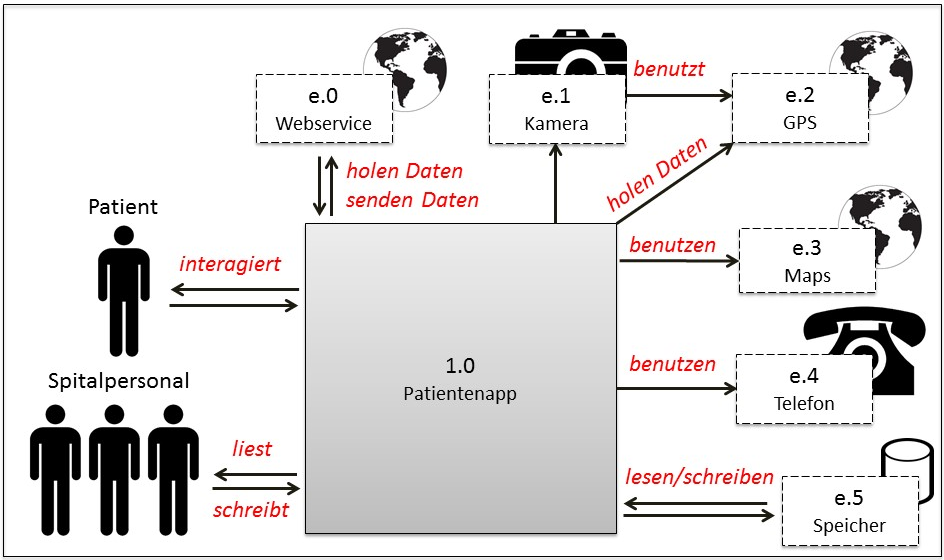 e.0
Webservice
e.1
Kamera
benutzt
e.2
GPS
holen Daten
senden Daten
holen Daten
Patient
interagiert
benutzen
e.3
Maps
1.0
Patientenapp
benutzen
e.4
Telefon
Spitalpersonal
liest
schreibt
lesen/schreiben
e.5
Speicher